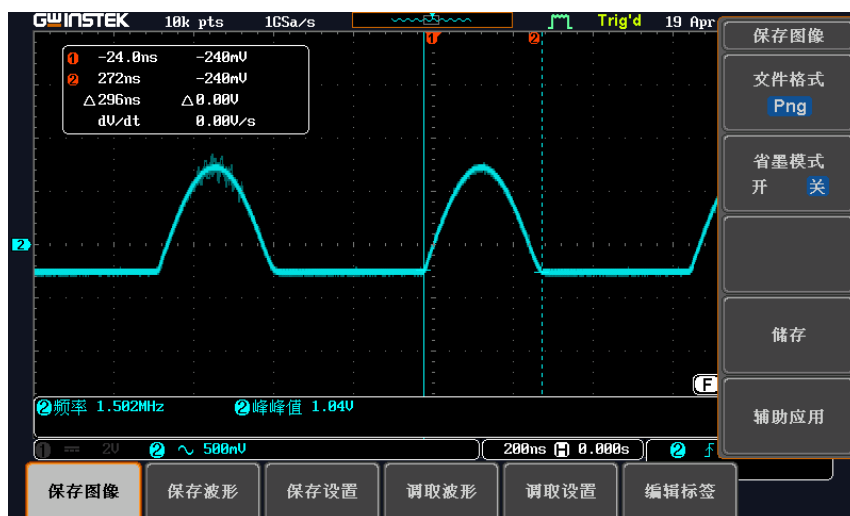 GWINSTEK 10k pts 1GSa/s Trig'd 19 Apr
保存图像
① -24.0ns -240mV
② 272ns -240mV
△296ns △0.00V
dV/dt 0.00V/s
1 2
文件格式
Png
省墨模式
开 关
2
储存
F
②频率 1.502MHz ②峰峰值 1.04V
辅助应用
① 2V ② 500mV 200ns H 0.000s ②
保存图像 保存波形 保存设置 调取波形 调取设置 编辑标签